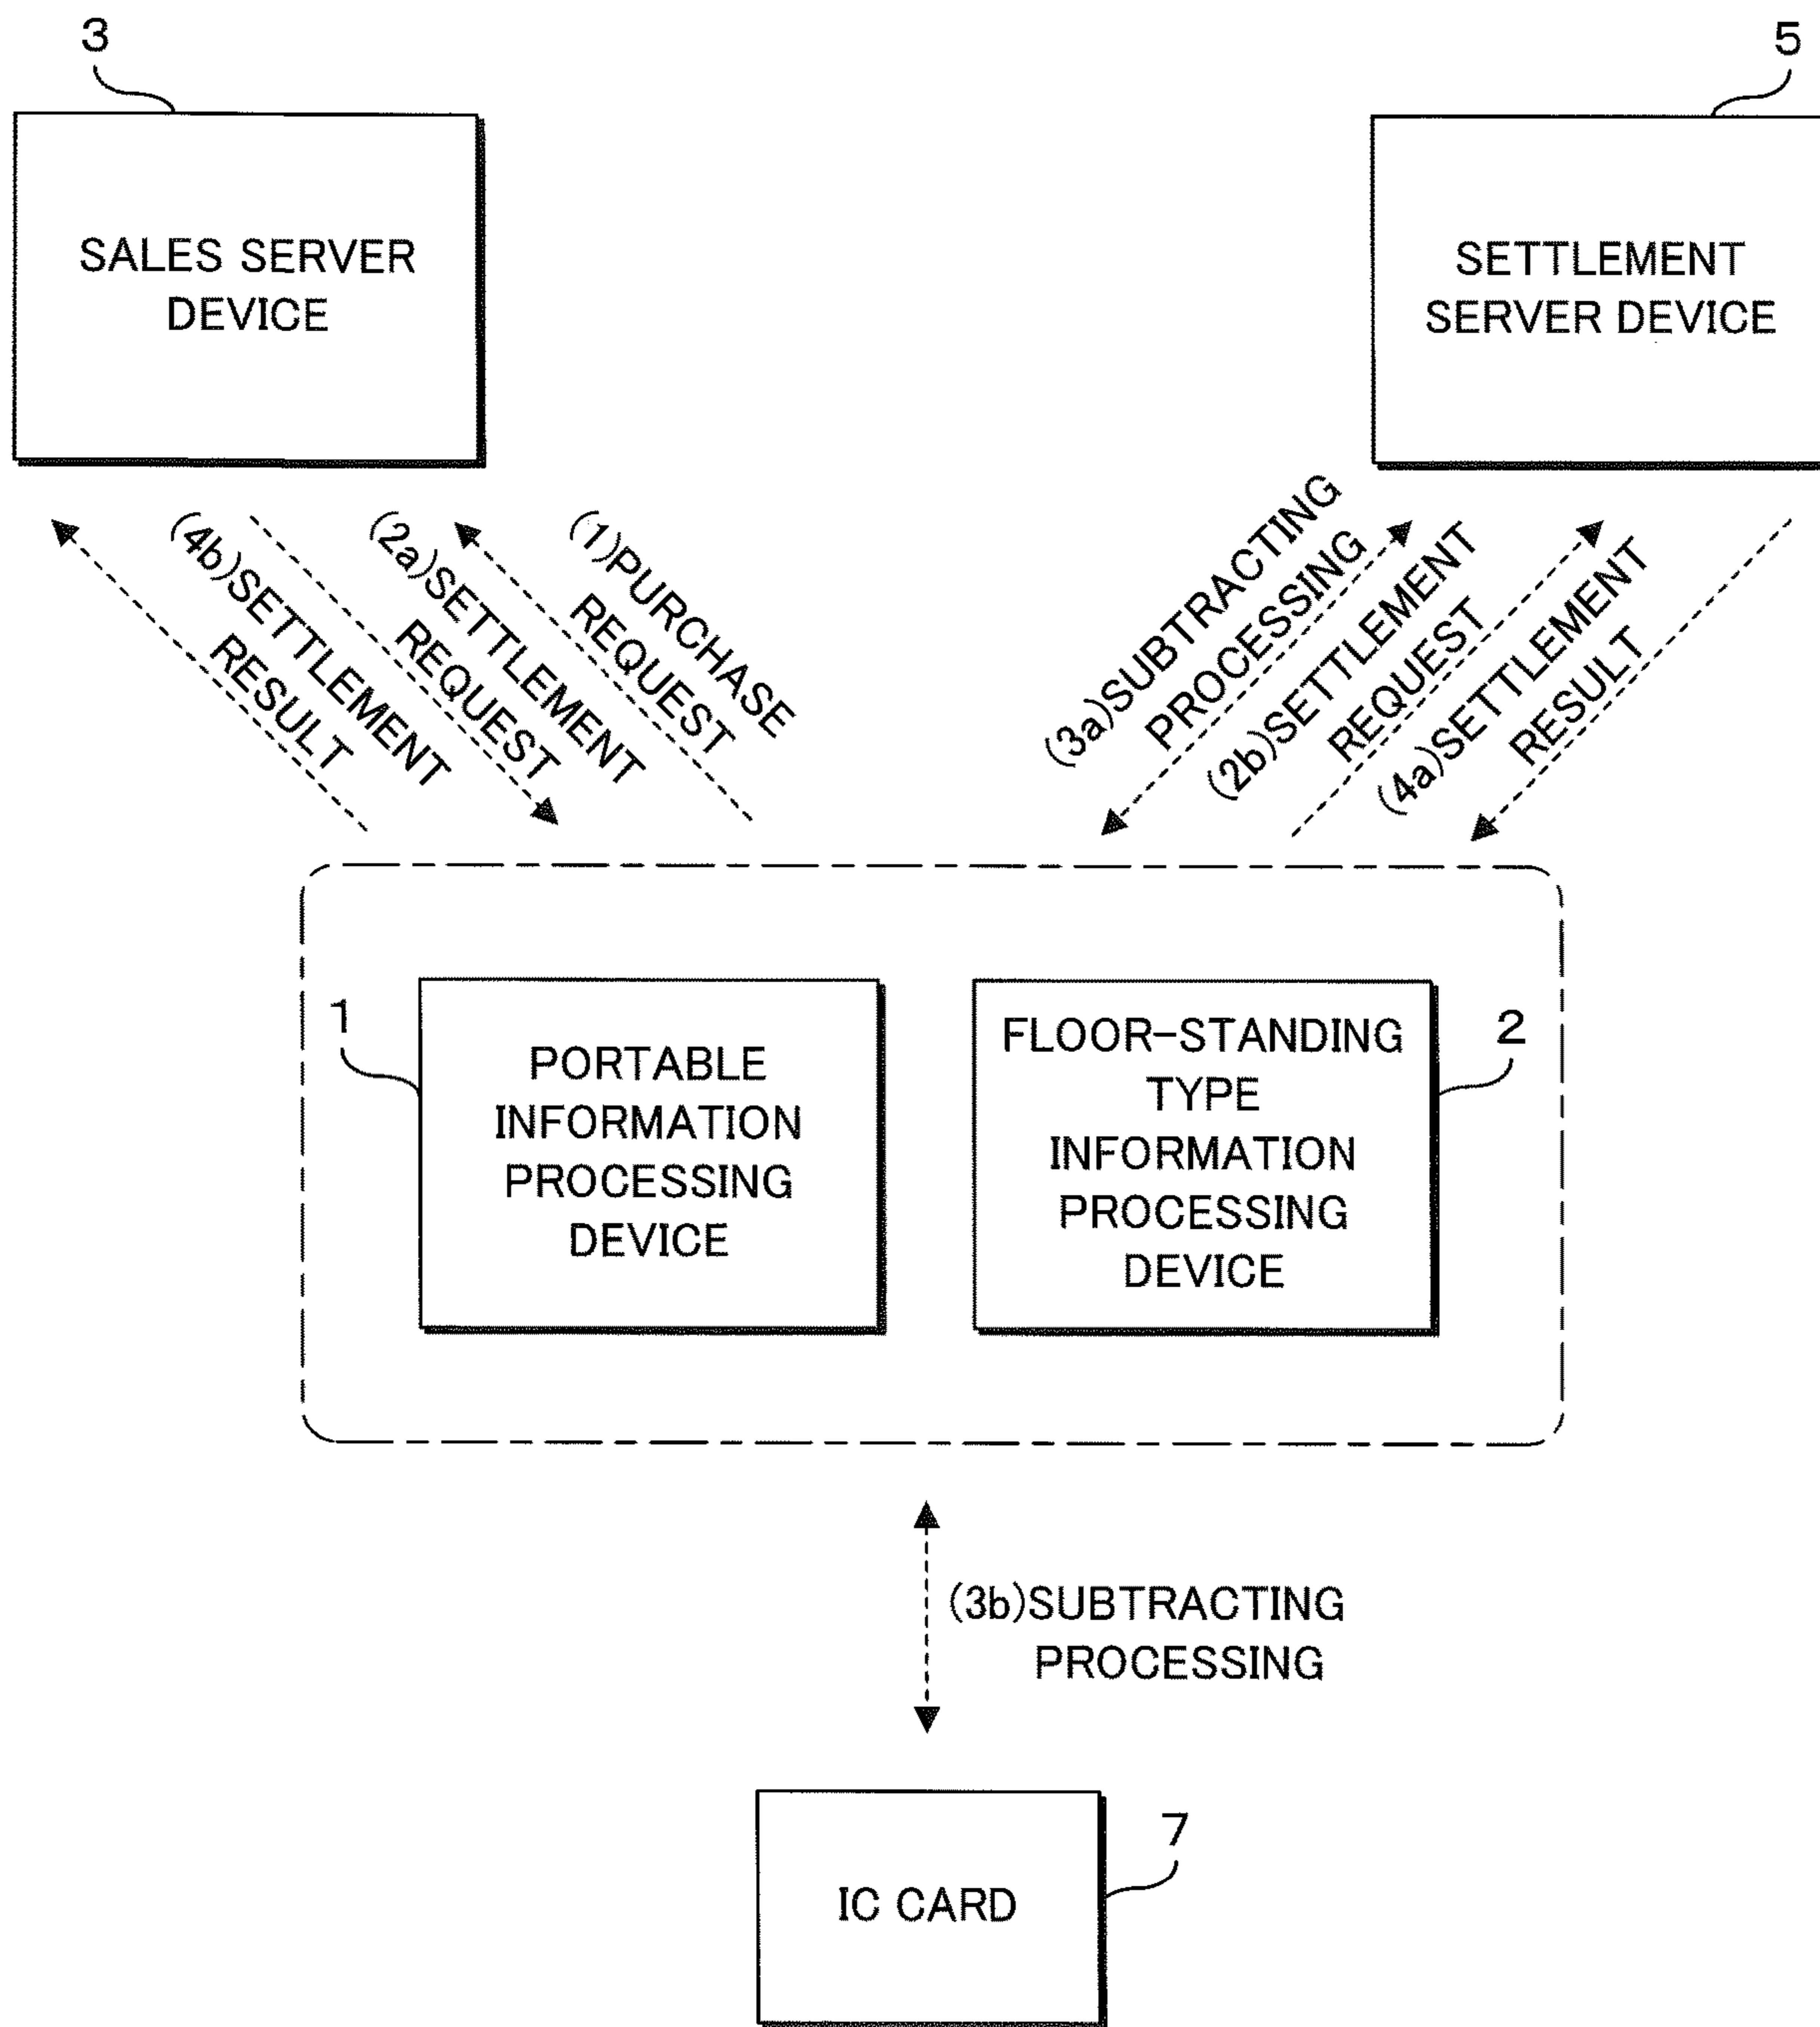 3
5
SALES SERVER
DEVICE
SETTLEMENT
SERVER DEVICE
(4b)SETTLEMENT
RESULT
(2a)SETTLEMENT
REQUEST
(1)PURCHASE
REQUEST
(3a)SUBTRACTING
PROCESSING
(2b)SETTLEMENT
REQUEST
(4a)SETTLEMENT
RESULT
1
PORTABLE
INFORMATION
PROCESSING
DEVICE
FLOOR-STANDING
TYPE
INFORMATION
PROCESSING
DEVICE
2
(3b)SUBTRACTING
PROCESSING
IC CARD
7